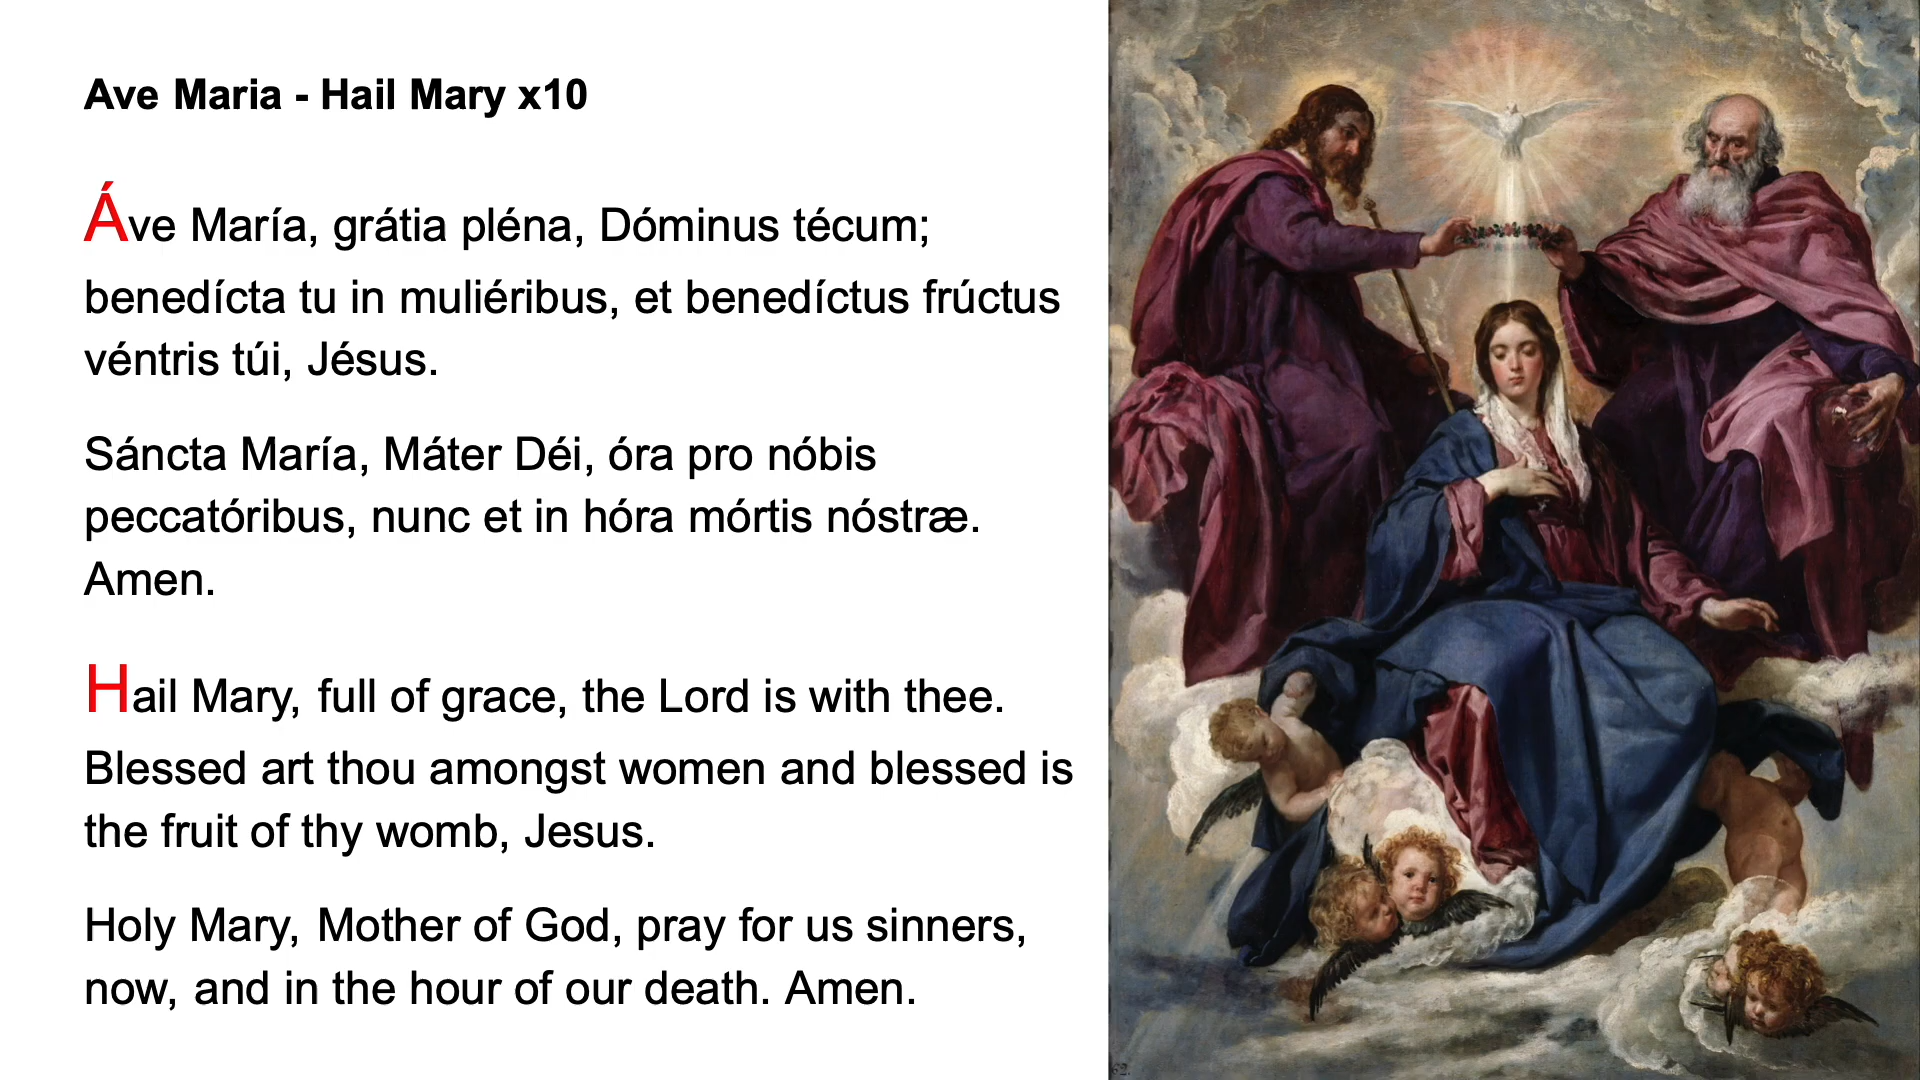 Ave Maria - Hail Mary x10
Áve María, grátia pléna, Dóminus técum;
benedícta tu in muliéribus, et benedíctus frúctus
véntris túi, Jésus.
Sáncta María, Máter Déi, óra pro nóbis
peccatóribus, nunc et in hóra mórtis nóstræ.
Amen.
Hail Mary, full of grace, the Lord is with thee.
Blessed art thou amongst women and blessed is
the fruit of thy womb, Jesus.
Holy Mary, Mother of God, pray for us sinners,
now, and in the hour of our death. Amen.
62.